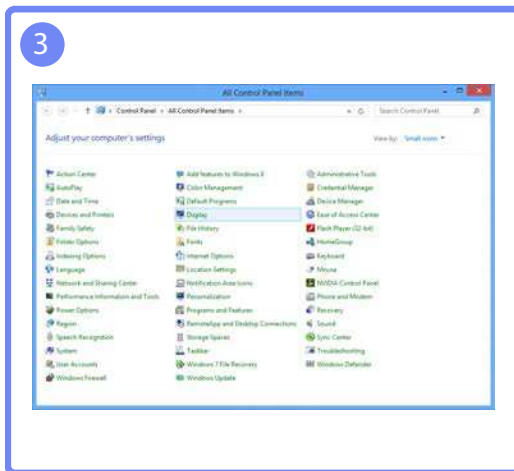 3
All Control Panel Items
Control Panel All Control Panel Items Search Control Panel
Adjust your computer's settings View by: Small icons
Action Center Add features to Windows 8 Administrative Tools
AutoPlay Color Management Credential Manager
Date and Time Default Programs Device Manager
Devices and Printers Display Ease of Access Center
Family Safety File History Flash Player (32-bit)
Folder Options Fonts HomeGroup
Indexing Options Internet Options Keyboard
Language Location Settings Mouse
Network and Sharing Center Notification Area Icons NVIDIA Control Panel
Performance Information and Tools Personalization Phone and Modem
Power Options Programs and Features Recovery
Region RemoteApp and Desktop Connections Sound
Speech Recognition Storage Spaces Sync Center
System Taskbar Troubleshooting
User Accounts Windows 7 File Recovery Windows Defender
Windows Firewall Windows Update